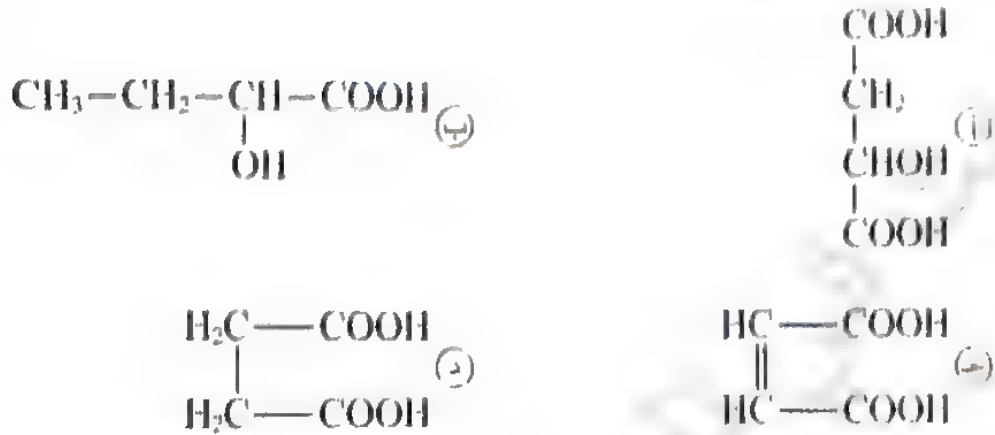 COOH
CH₂
CHOH
COOH
(أ)
CH₃−CH₂−CH−COOH
OH
(ب)
HC — COOH
HC — COOH
(ج)
H₂C — COOH
H₂C — COOH
(د)